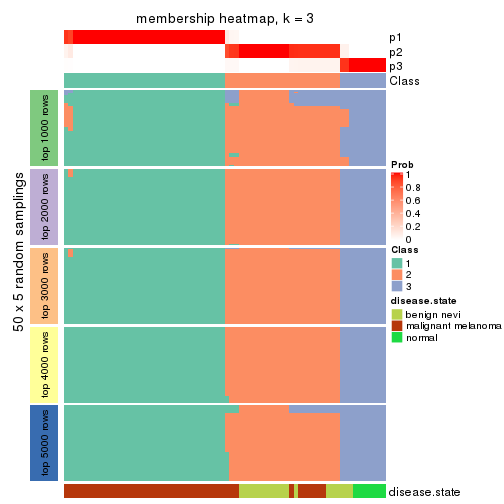 membership heatmap, k = 3
p1
p2
p3
Class
50 x 5 random samplings
top 1000 rows
top 2000 rows
top 3000 rows
top 4000 rows
top 5000 rows
Prob
1
0.8
0.6
0.4
0.2
0
Class
1
2
3
disease.state
benign nevi
malignant melanoma
normal
disease.state